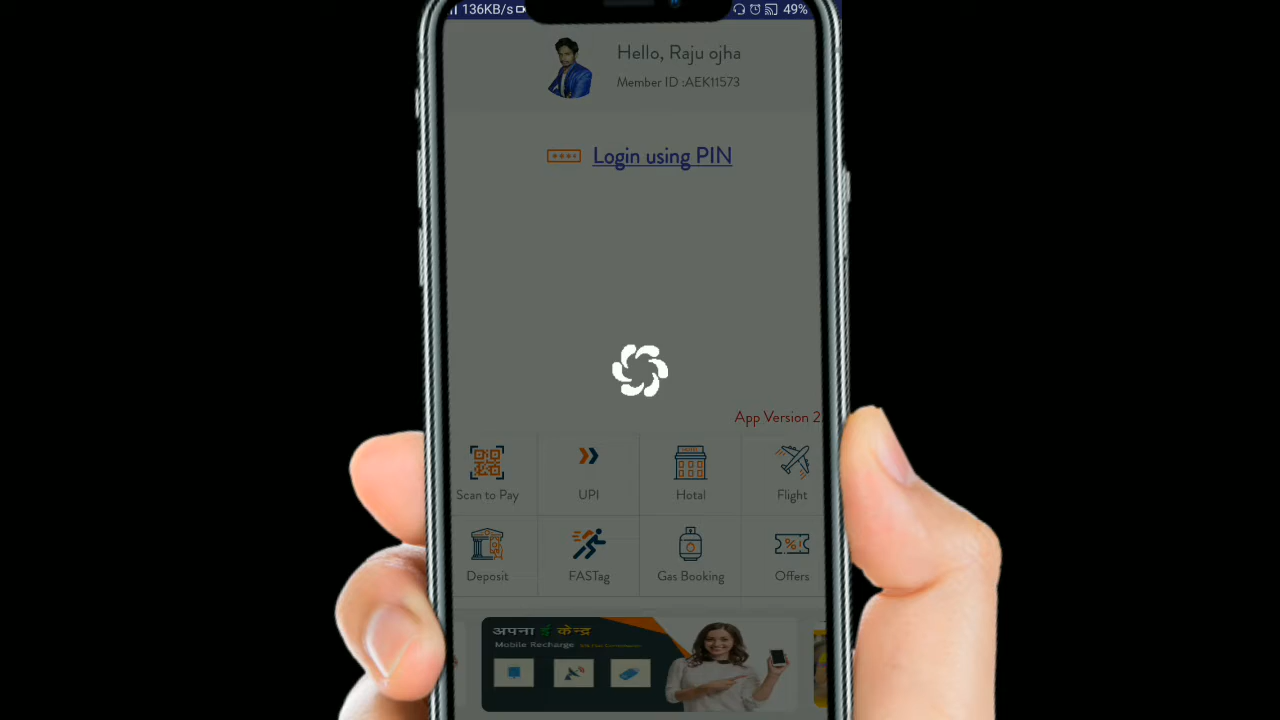 136KB/s 49%
Hello, Raju ojha
Member ID :AEK11573
Login using PIN
App Version 2
HOTEL
Scan to Pay UPI Hotal Flight
Deposit FASTag Gas Booking Offers
अपना ई केन्द्र
Mobile Recharge